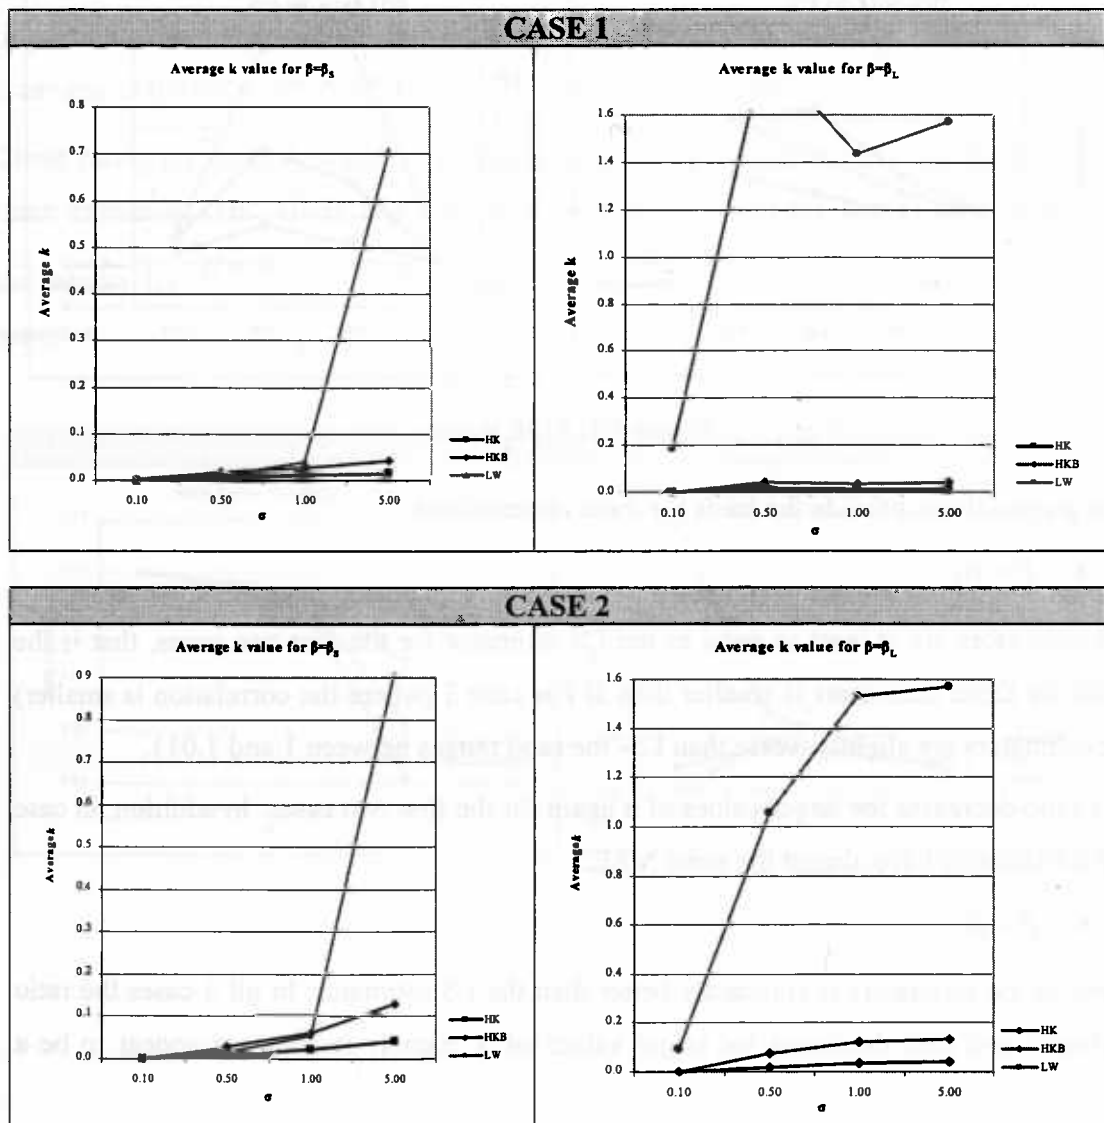 CASE 1
Average k value for β=βS
0.8
0.7
0.6
0.5
0.4
0.3
0.2
0.1
0.0
Average k
0.10 0.50 1.00 5.00
σ
HK
HKB
LW
Average k value for β=βL
1.6
1.4
1.2
1.0
0.8
0.6
0.4
0.2
0.0
Average k
0.10 0.50 1.00 5.00
σ
HK
HKB
LW
CASE 2
Average k value for β=βS
0.9
0.8
0.7
0.6
0.5
0.4
0.3
0.2
0.1
0.0
Average k
0.10 0.50 1.00 5.00
σ
HK
HKB
LW
Average k value for β=βL
1.6
1.4
1.2
1.0
0.8
0.6
0.4
0.2
0.0
Average k
0.10 0.50 1.00 5.00
σ
HK
HKB
LW